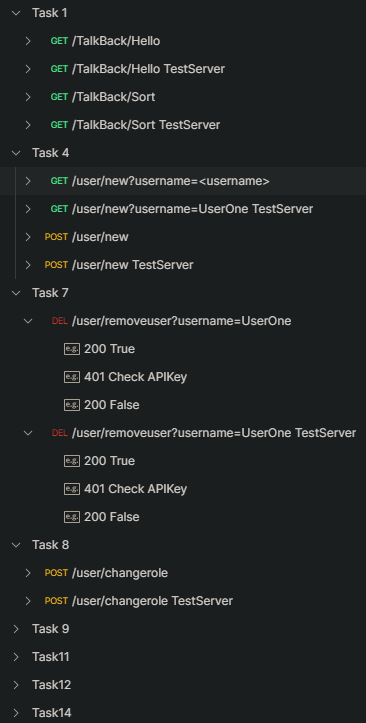 Task 1
GET /TalkBack/Hello
GET /TalkBack/Hello TestServer
GET /TalkBack/Sort
GET /TalkBack/Sort TestServer
Task 4
GET /user/new?username=<username>
GET /user/new?username=UserOne TestServer
POST /user/new
POST /user/new TestServer
Task 7
DEL /user/removeuser?username=UserOne
e.g. 200 True
e.g. 401 Check APIKey
e.g. 200 False
DEL /user/removeuser?username=UserOne TestServer
e.g. 200 True
e.g. 401 Check APIKey
e.g. 200 False
Task 8
POST /user/changerole
POST /user/changerole TestServer
Task 9
Task11
Task12
Task14